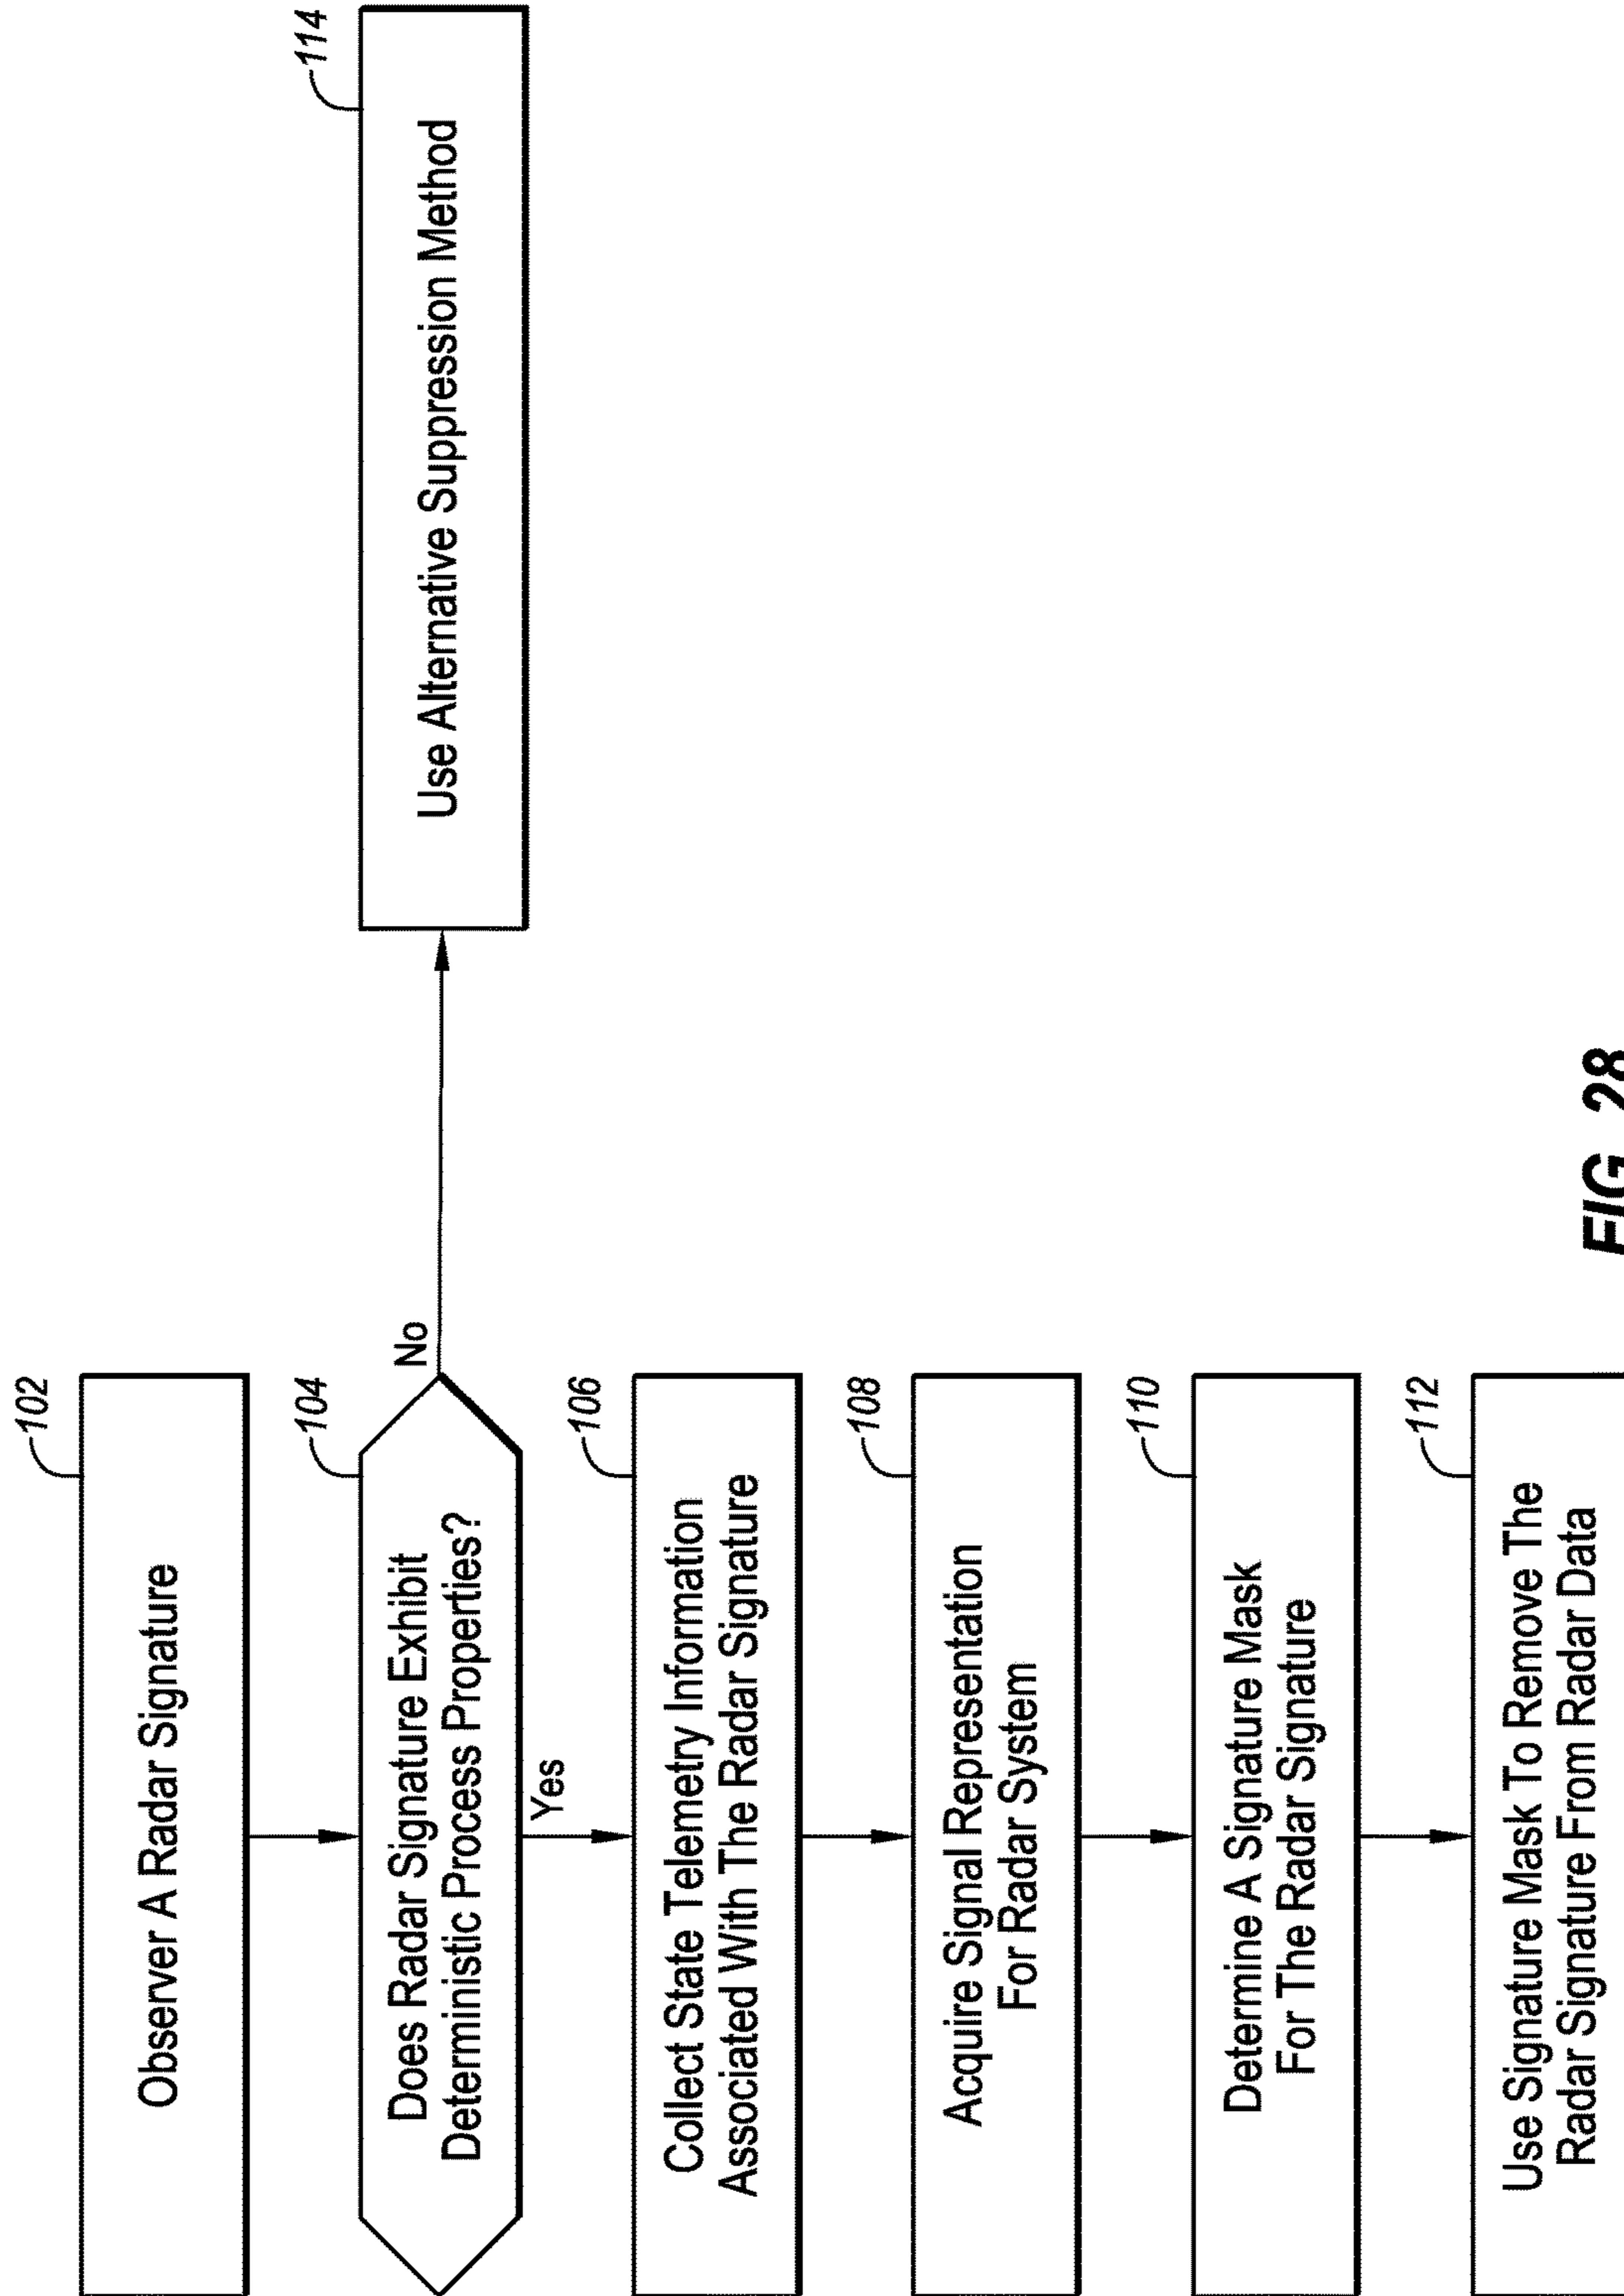 102
Observer A Radar Signature
104
Does Radar Signature Exhibit
Deterministic Process Properties?
No
114
Use Alternative Suppression Method
Yes
106
Collect State Telemetry Information
Associated With The Radar Signature
108
Acquire Signal Representation
For Radar System
110
Determine A Signature Mask
For The Radar Signature
112
Use Signature Mask To Remove The
Radar Signature From Radar Data
FIG_28